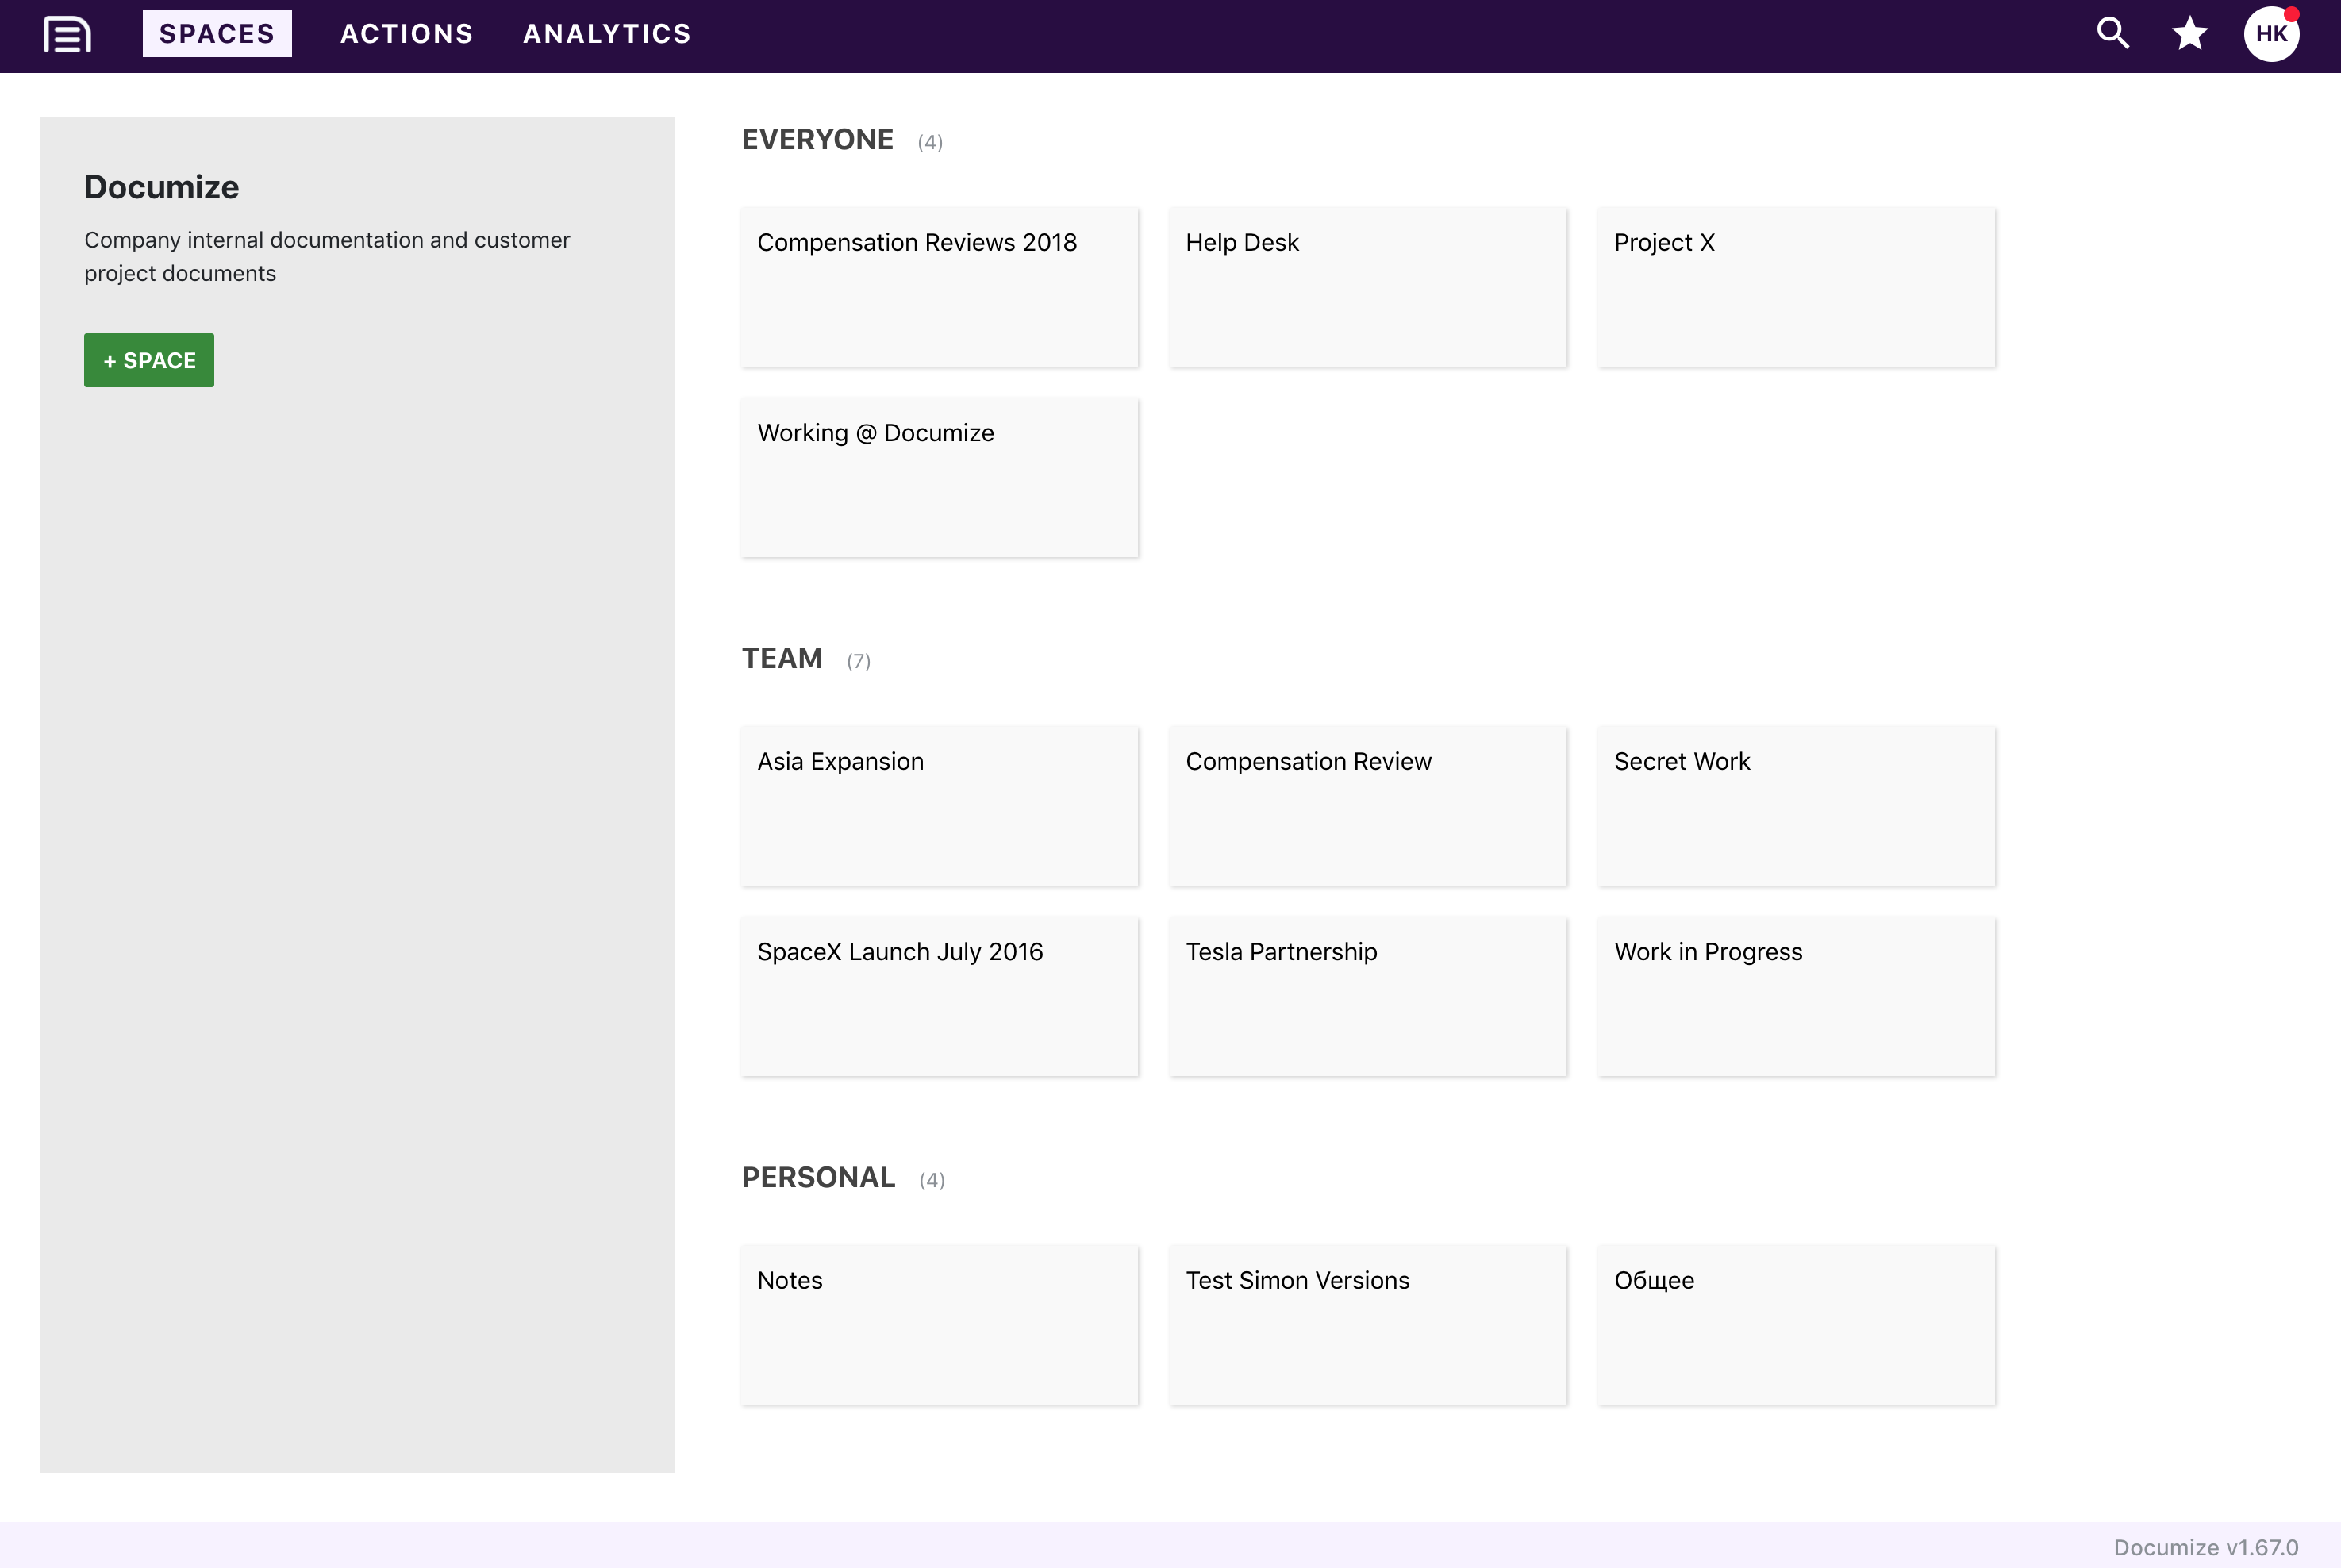 SPACES ACTIONS ANALYTICS HK
Documize
Company internal documentation and customer
project documents
+ SPACE
EVERYONE (4)
Compensation Reviews 2018
Help Desk
Project X
Working @ Documize
TEAM (7)
Asia Expansion
Compensation Review
Secret Work
SpaceX Launch July 2016
Tesla Partnership
Work in Progress
PERSONAL (4)
Notes
Test Simon Versions
Общее
Documize v1.67.0